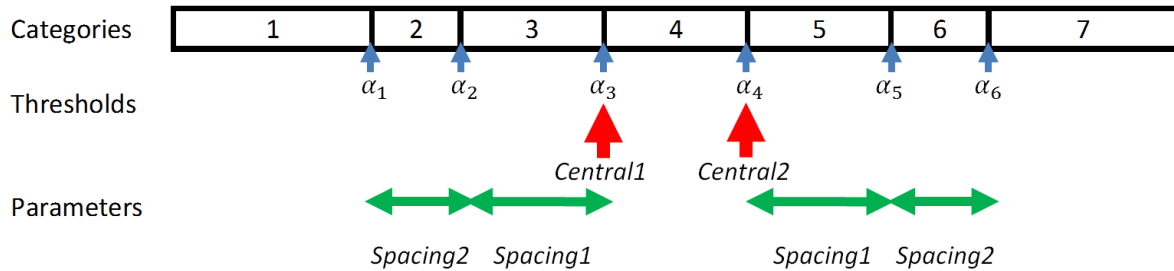 Categories 1 2 3 4 5 6 7
Thresholds α₁ α₂ α₃ α₄ α₅ α₆
Central1 Central2
Parameters
Spacing2 Spacing1 Spacing1 Spacing2